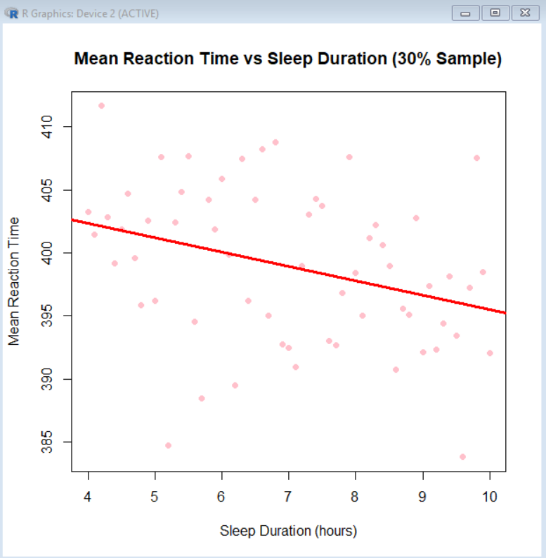 R Graphics: Device 2 (ACTIVE)
Mean Reaction Time vs Sleep Duration (30% Sample)
Mean Reaction Time
410
405
400
395
390
385
4 5 6 7 8 9 10
Sleep Duration (hours)